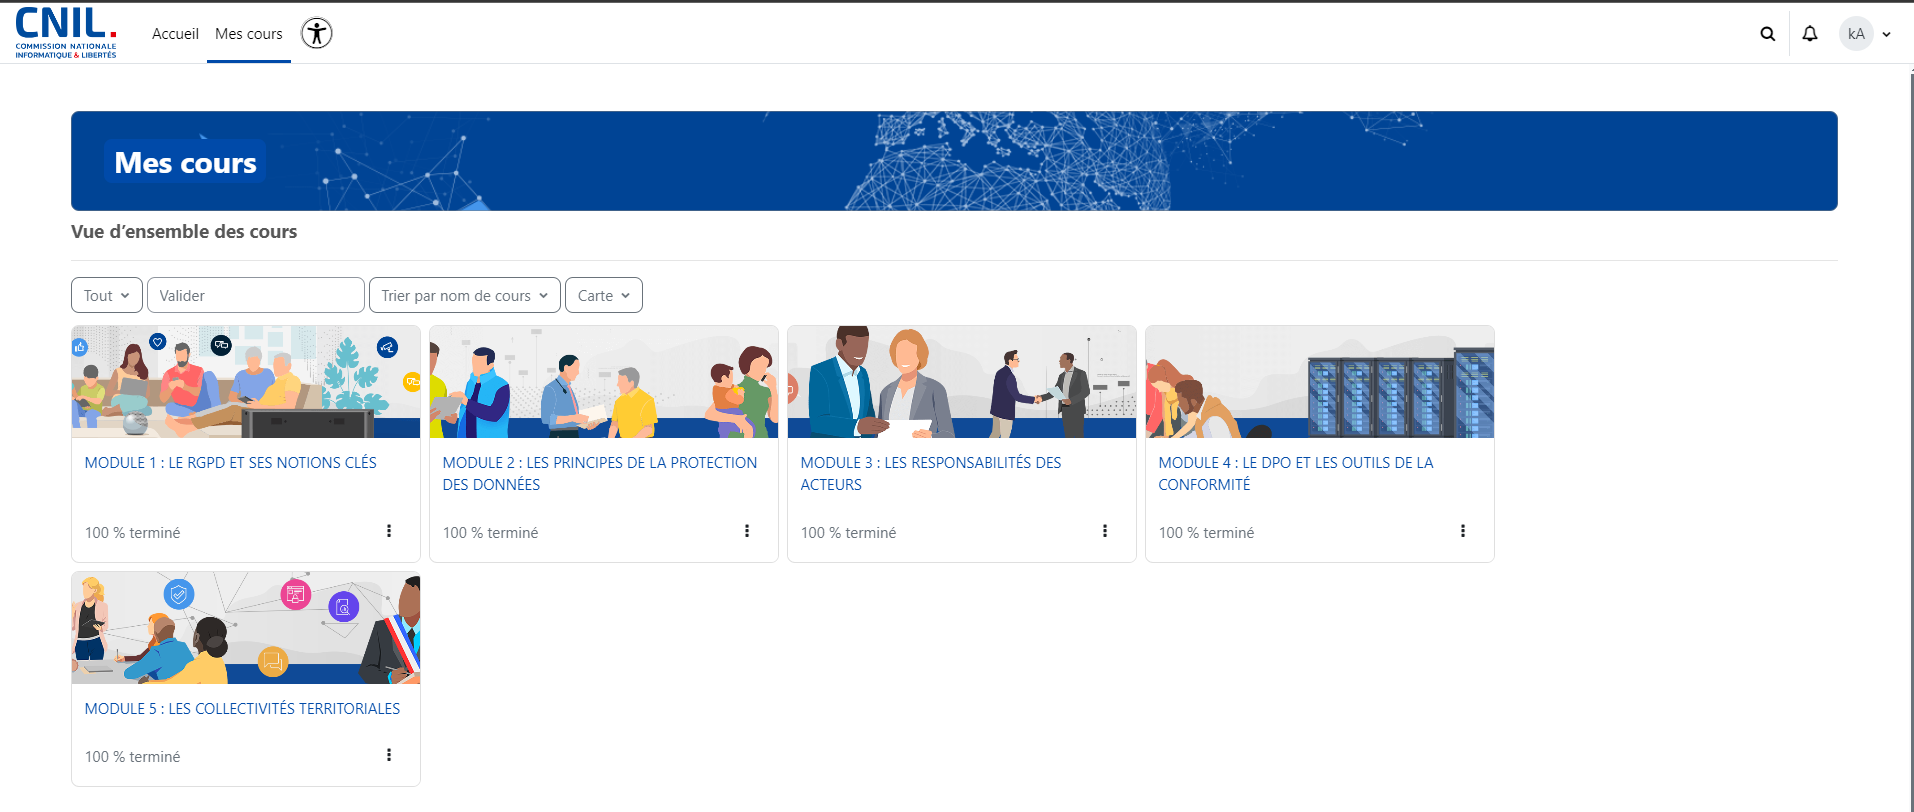 CNIL.
COMMISSION NATIONALE
INFORMATIQUE & LIBERTÉS
Accueil
Mes cours
kA
Mes cours
Vue d'ensemble des cours
Tout
Valider
Trier par nom de cours
Carte
MODULE 1 : LE RGPD ET SES NOTIONS CLÉS
100 % terminé
MODULE 2 : LES PRINCIPES DE LA PROTECTION
DES DONNÉES
100 % terminé
MODULE 3 : LES RESPONSABILITÉS DES
ACTEURS
100 % terminé
MODULE 4 : LE DPO ET LES OUTILS DE LA
CONFORMITÉ
100 % terminé
MODULE 5 : LES COLLECTIVITÉS TERRITORIALES
100 % terminé